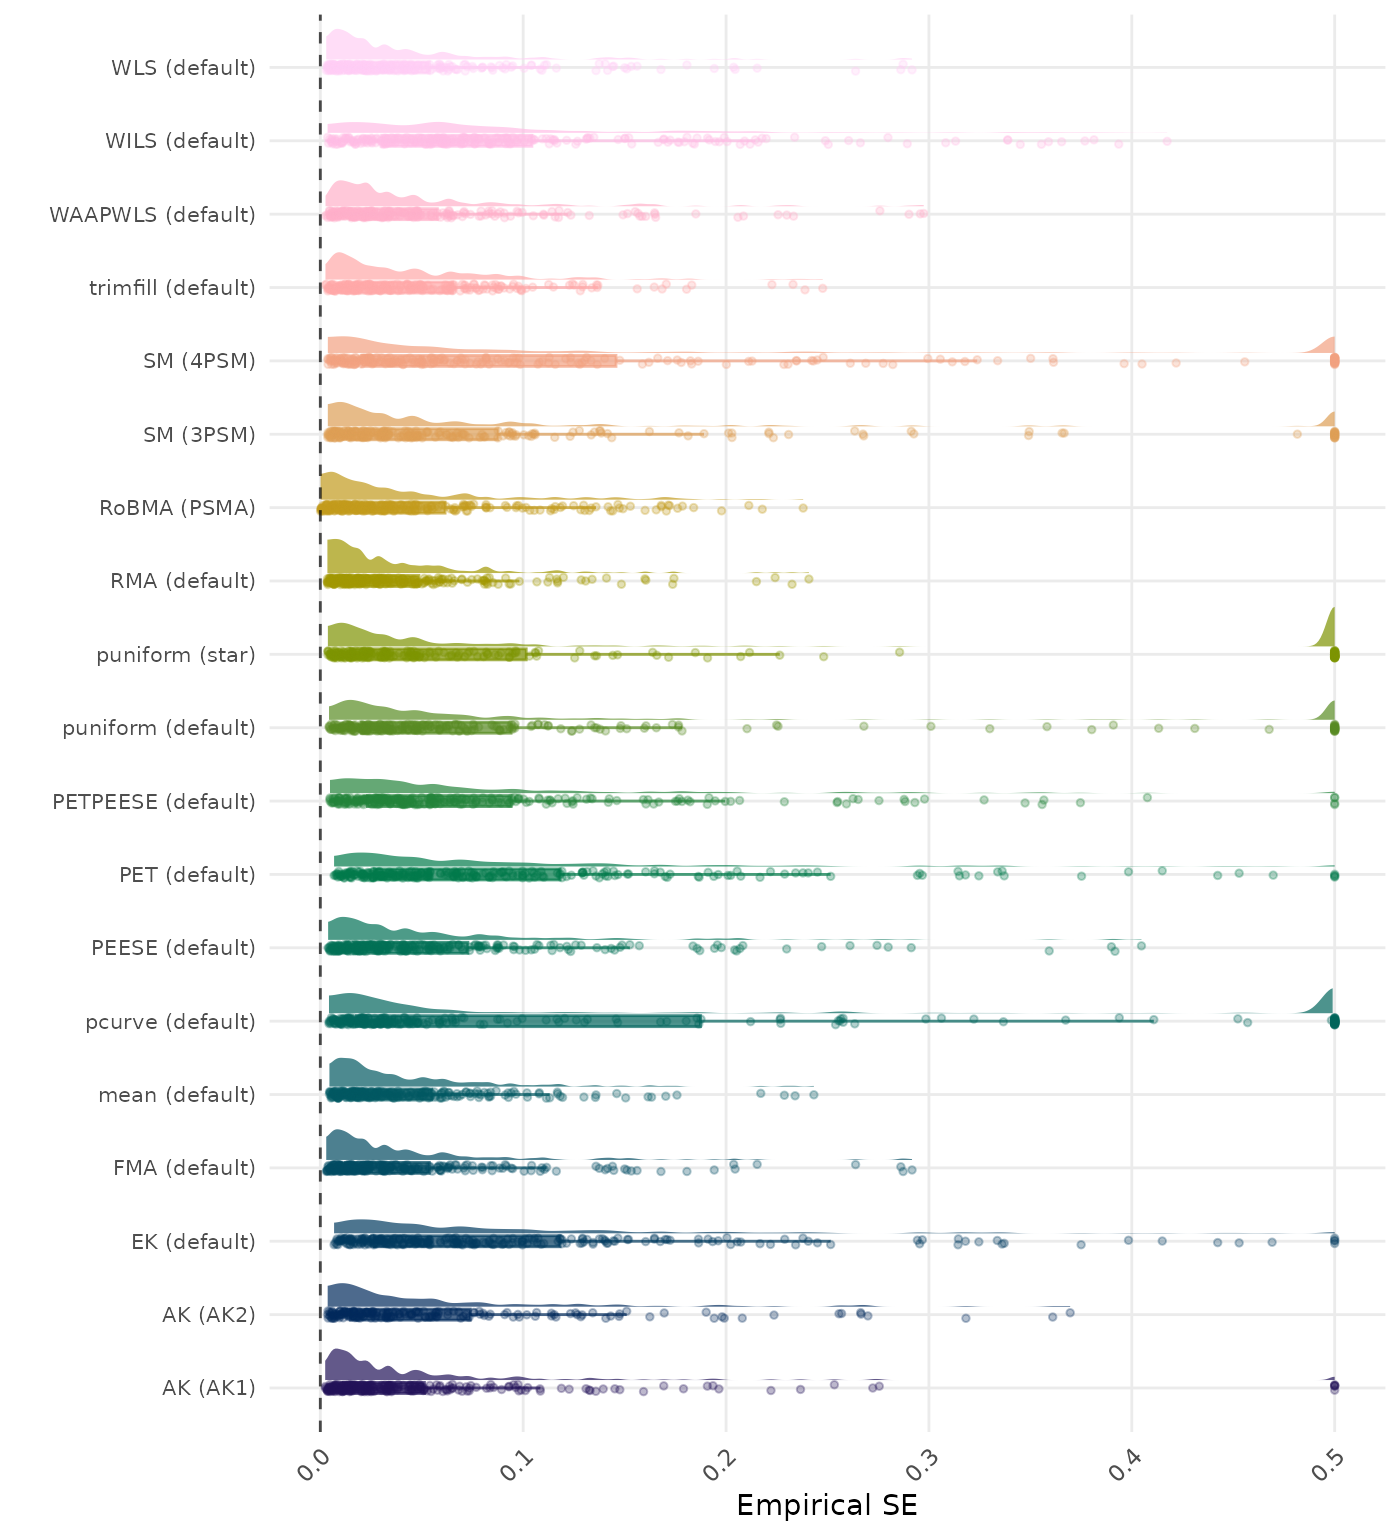 WLS (default)
WILS (default)
WAAPWLS (default)
trimfill (default)
SM (4PSM)
SM (3PSM)
RoBMA (PSMA)
RMA (default)
puniform (star)
puniform (default)
PETPEESE (default)
PET (default)
PEESE (default)
pcurve (default)
mean (default)
FMA (default)
EK (default)
AK (AK2)
AK (AK1)
0.0 0.1 0.2 0.3 0.4 0.5
Empirical SE